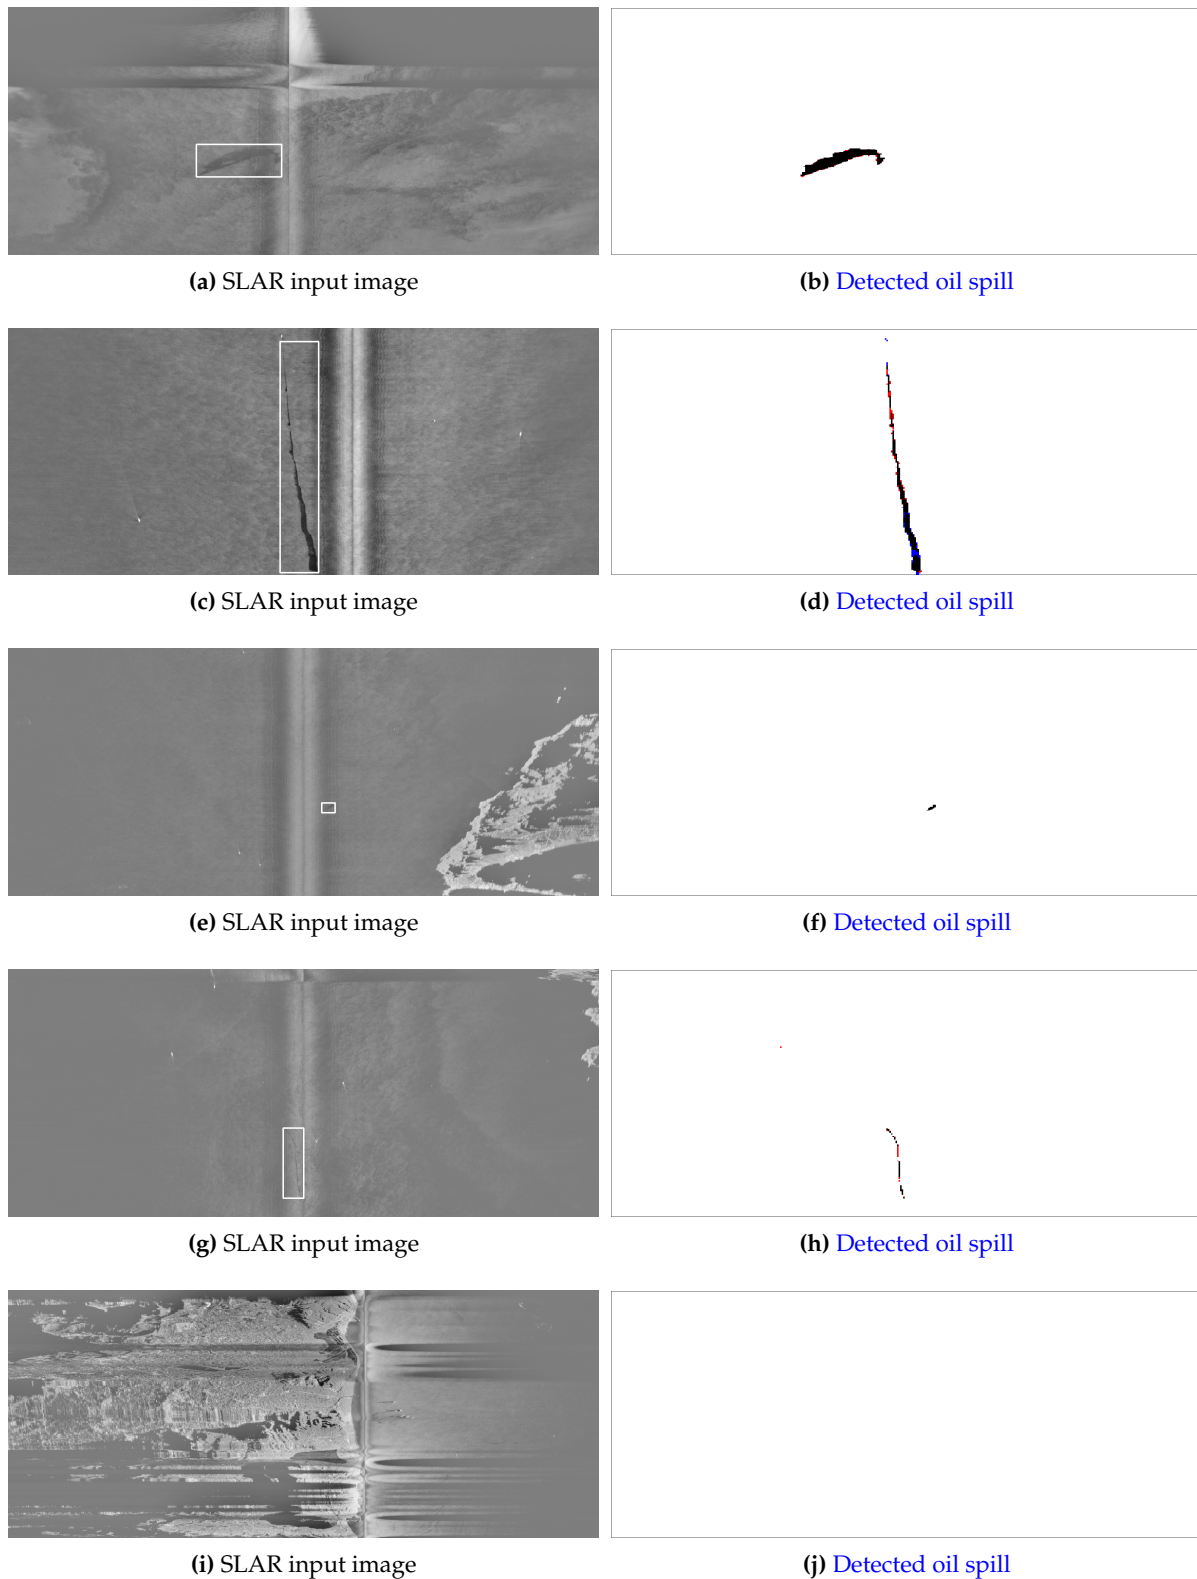 (a) SLAR input image
(b) Detected oil spill
(c) SLAR input image
(d) Detected oil spill
(e) SLAR input image
(f) Detected oil spill
(g) SLAR input image
(h) Detected oil spill
(i) SLAR input image
(j) Detected oil spill